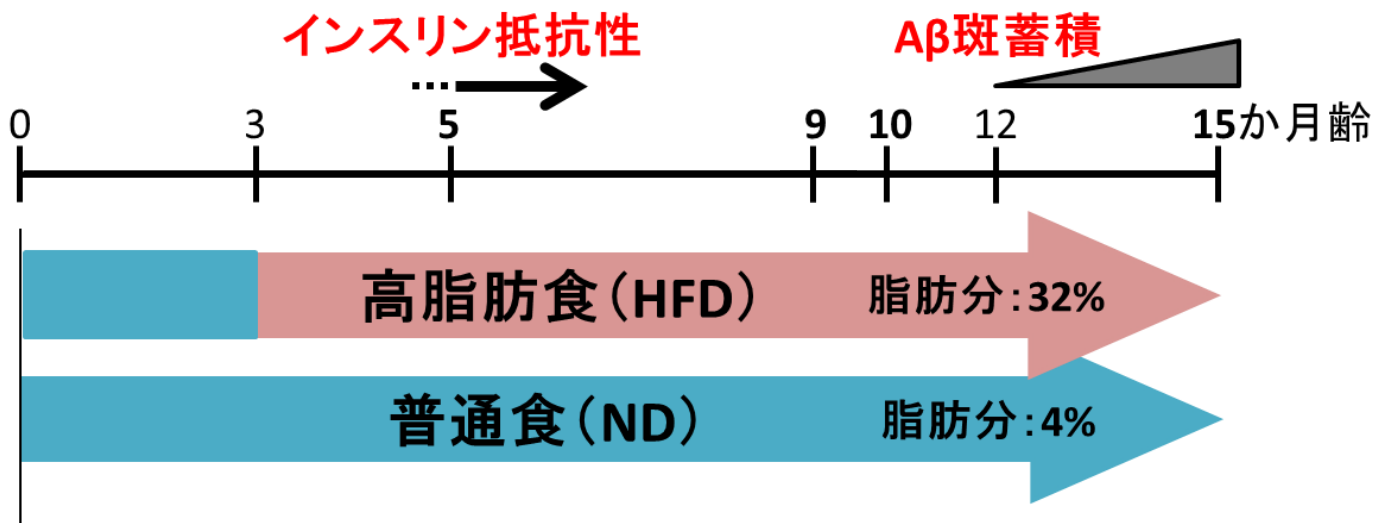 インスリン抵抗性 Aβ斑蓄積
0 3 5 9 10 12 15か月齢
高脂肪食（HFD） 脂肪分：32%
普通食（ND） 脂肪分：4%